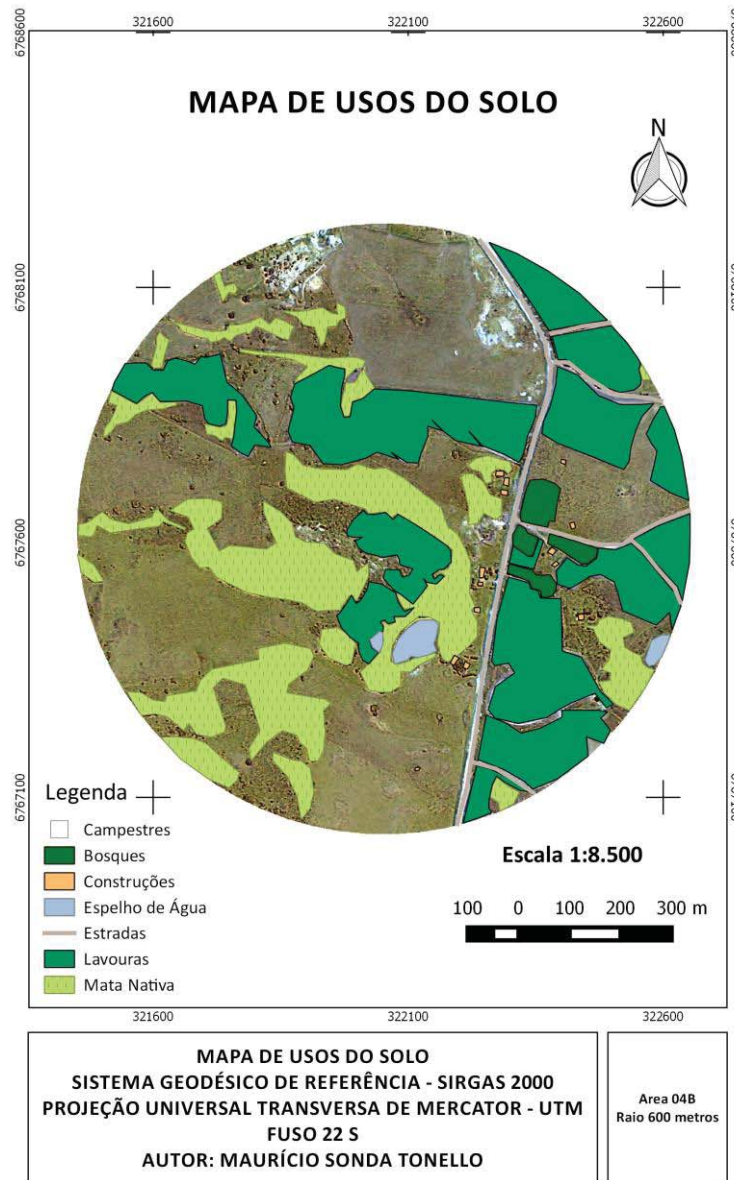 321600 322100 322600
6768600
MAPA DE USOS DO SOLO
N
6768100
6767600
6767100
Legenda
Campestres
Bosques
Construções
Espelho de Água
Estradas
Lavouras
Mata Nativa
Escala 1:8.500
100 0 100 200 300 m
321600 322100 322600
MAPA DE USOS DO SOLO
SISTEMA GEODÉSICO DE REFERÊNCIA - SIRGAS 2000
PROJEÇÃO UNIVERSAL TRANSVERSA DE MERCATOR - UTM
FUSO 22 S
AUTOR: MAURÍCIO SONDA TONELLO
Area 04B
Raio 600 metros